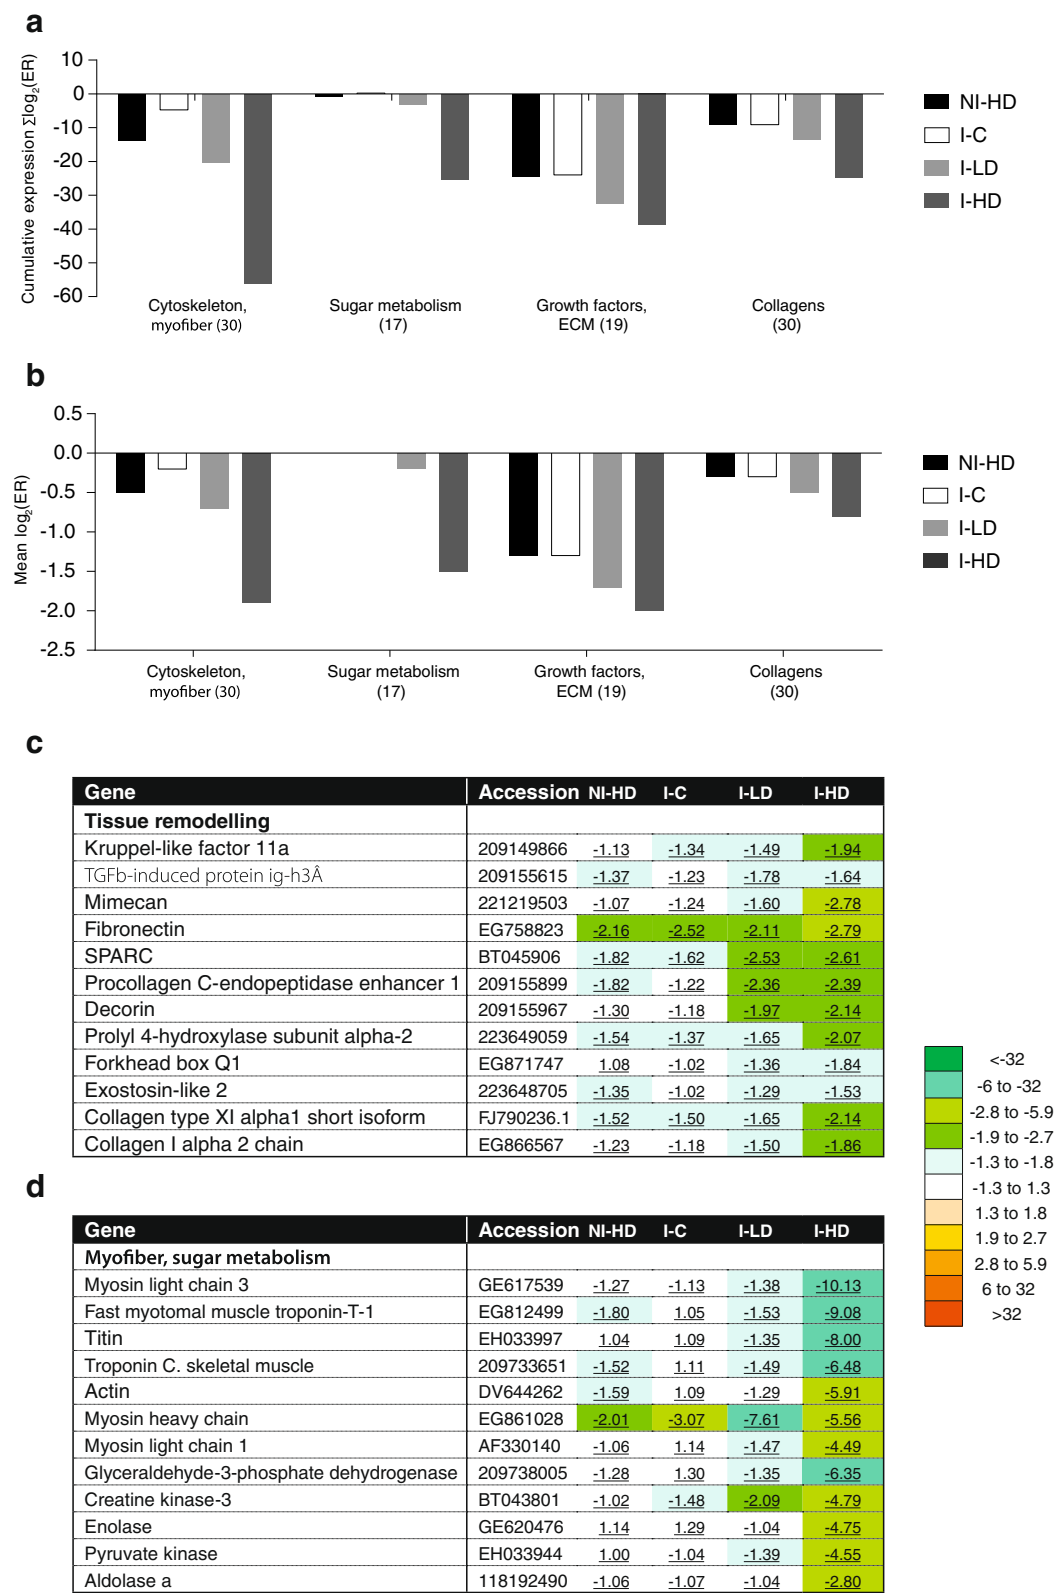 a
Cumulative expression Σlog2(ER)
10
0
-10
-20
-30
-40
-50
-60
Cytoskeleton,
myofiber (30)
Sugar metabolism
(17)
Growth factors,
ECM (19)
Collagens
(30)
NI-HD
I-C
I-LD
I-HD
b
Mean log2(ER)
0.5
0.0
-0.5
-1.0
-1.5
-2.0
-2.5
Cytoskeleton,
myofiber (30)
Sugar metabolism
(17)
Growth factors,
ECM (19)
Collagens
(30)
NI-HD
I-C
I-LD
I-HD
c
Gene Accession NI-HD I-C I-LD I-HD
Tissue remodelling
Kruppel-like factor 11a 209149866 -1.13 -1.34 -1.49 -1.94
TGFb-induced protein ig-h3Â 209155615 -1.37 -1.23 -1.78 -1.64
Mimecan 221219503 -1.07 -1.24 -1.60 -2.78
Fibronectin EG758823 -2.16 -2.52 -2.11 -2.79
SPARC BT045906 -1.82 -1.62 -2.53 -2.61
Procollagen C-endopeptidase enhancer 1 209155899 -1.82 -1.22 -2.36 -2.39
Decorin 209155967 -1.30 -1.18 -1.97 -2.14
Prolyl 4-hydroxylase subunit alpha-2 223649059 -1.54 -1.37 -1.65 -2.07
Forkhead box Q1 EG871747 1.08 -1.02 -1.36 -1.84
Exostosin-like 2 223648705 -1.35 -1.02 -1.29 -1.53
Collagen type XI alpha1 short isoform FJ790236.1 -1.52 -1.50 -1.65 -2.14
Collagen I alpha 2 chain EG866567 -1.23 -1.18 -1.50 -1.86
<-32
-6 to -32
-2.8 to -5.9
-1.9 to -2.7
-1.3 to -1.8
-1.3 to 1.3
1.3 to 1.8
1.9 to 2.7
2.8 to 5.9
6 to 32
>32
d
Gene Accession NI-HD I-C I-LD I-HD
Myofiber, sugar metabolism
Myosin light chain 3 GE617539 -1.27 -1.13 -1.38 -10.13
Fast myotomal muscle troponin-T-1 EG812499 -1.80 1.05 -1.53 -9.08
Titin EH033997 1.04 1.09 -1.35 -8.00
Troponin C. skeletal muscle 209733651 -1.52 1.11 -1.49 -6.48
Actin DV644262 -1.59 1.09 -1.29 -5.91
Myosin heavy chain EG861028 -2.01 -3.07 -7.61 -5.56
Myosin light chain 1 AF330140 -1.06 1.14 -1.47 -4.49
Glyceraldehyde-3-phosphate dehydrogenase 209738005 -1.28 1.30 -1.35 -6.35
Creatine kinase-3 BT043801 -1.02 -1.48 -2.09 -4.79
Enolase GE620476 1.14 1.29 -1.04 -4.75
Pyruvate kinase EH033944 1.00 -1.04 -1.39 -4.55
Aldolase a 118192490 -1.06 -1.07 -1.04 -2.80